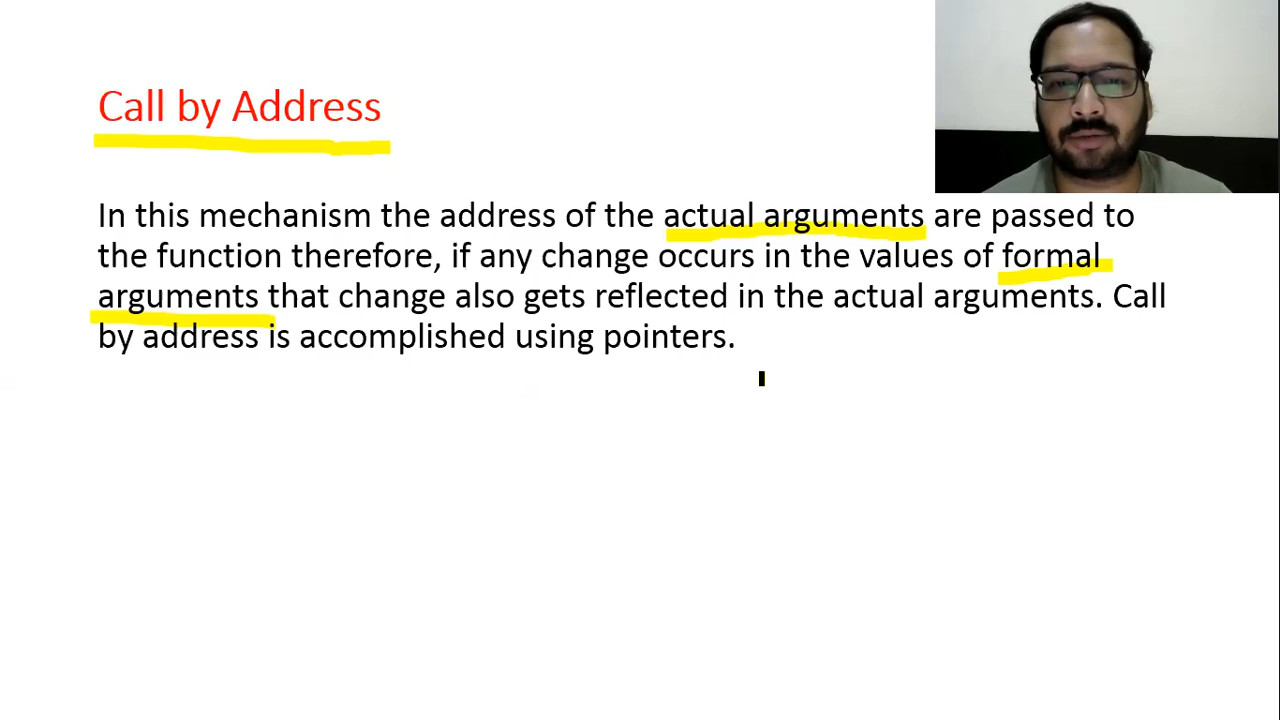 Call by Address
In this mechanism the address of the actual arguments are passed to
the function therefore, if any change occurs in the values of formal
arguments that change also gets reflected in the actual arguments. Call
by address is accomplished using pointers.